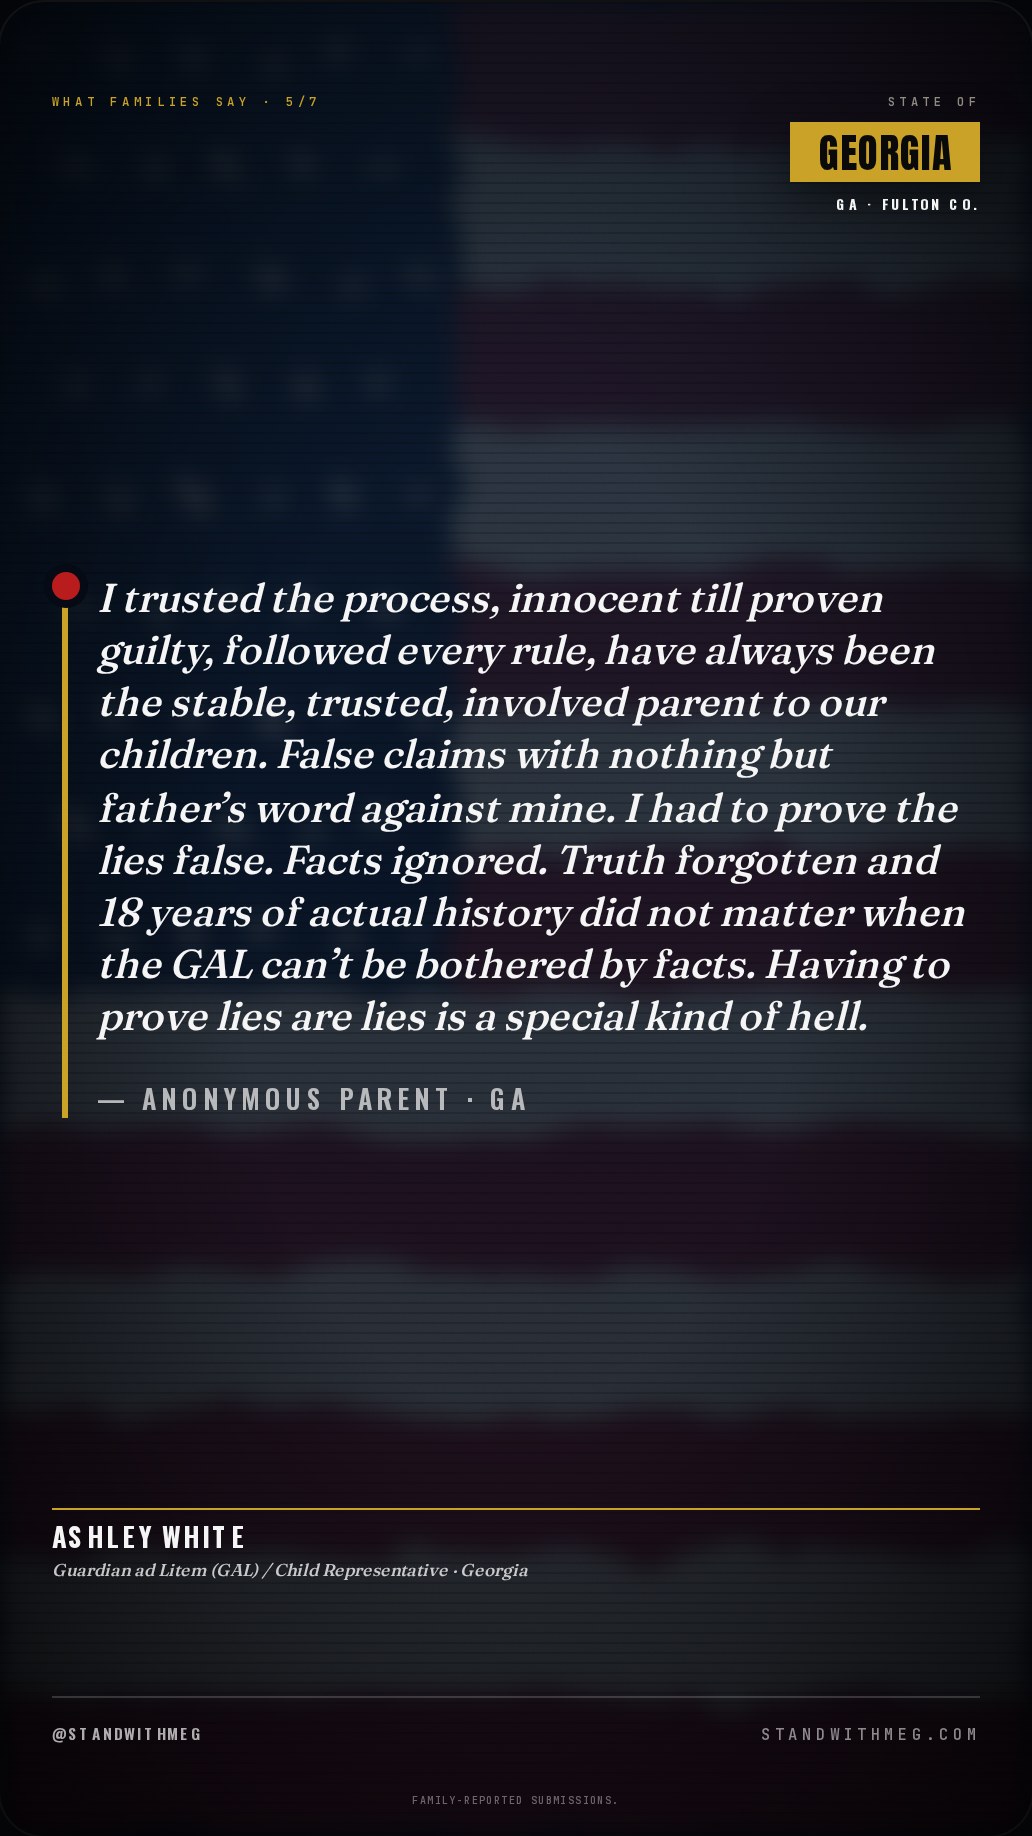 WHAT FAMILIES SAY · 5/7
STATE OF
GEORGIA
GA · FULTON CO.
I trusted the process, innocent till proven
guilty, followed every rule, have always been
the stable, trusted, involved parent to our
children. False claims with nothing but
father’s word against mine. I had to prove the
lies false. Facts ignored. Truth forgotten and
18 years of actual history did not matter when
the GAL can’t be bothered by facts. Having to
prove lies are lies is a special kind of hell.
— ANONYMOUS PARENT · GA
ASHLEY WHITE
Guardian ad Litem (GAL) / Child Representative · Georgia
@STANDWITHMEG
STANDWITHMEG.COM
FAMILY-REPORTED SUBMISSIONS.